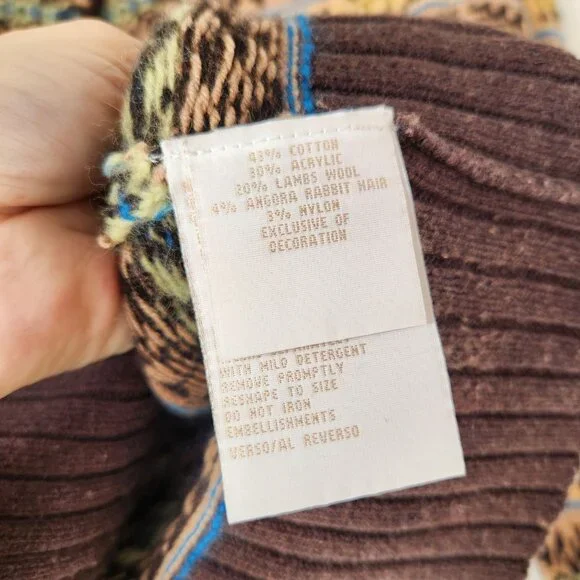 43% COTTON
30% ACRYLIC
20% LAMBS WOOL
4% ANGORA RABBIT HAIR
3% NYLON
EXCLUSIVE OF
DECORATION
WITH MILD DETERGENT
REMOVE PROMPTLY
RESHAPE TO SIZE
DO NOT IRON
EMBELLISHMENTS
VERSO/AL REVERSO